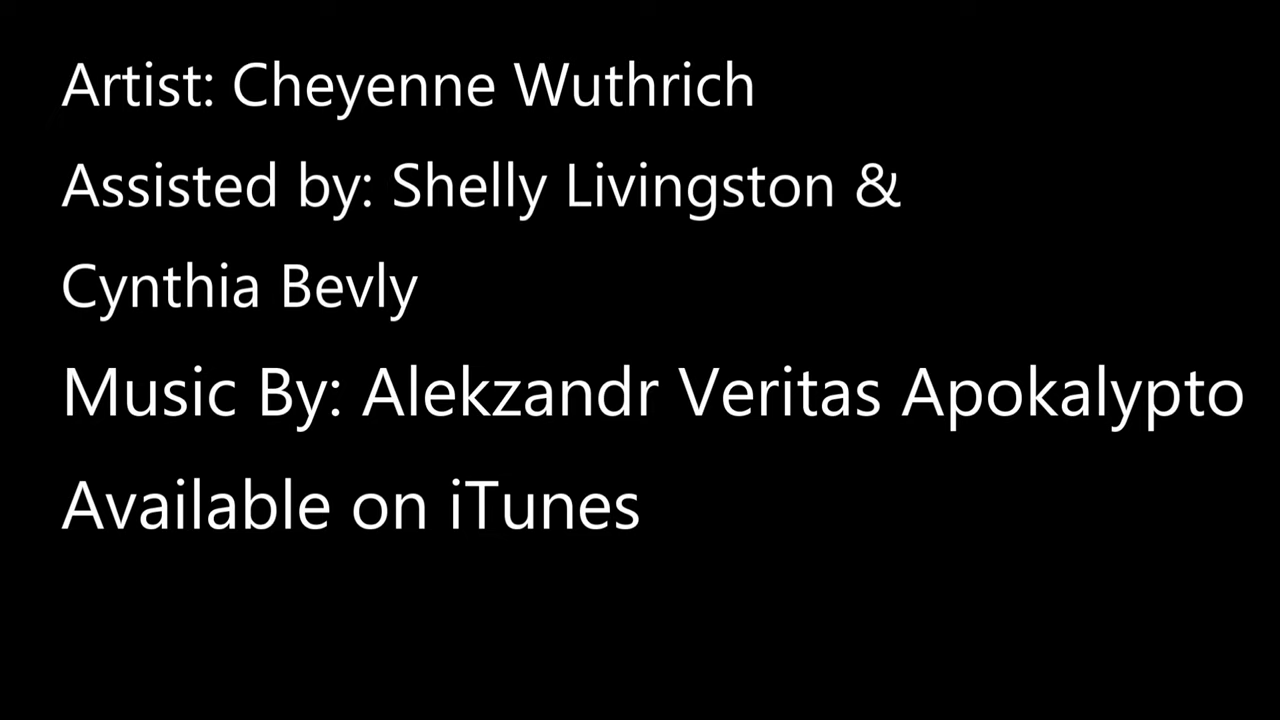 Artist: Cheyenne Wuthrich
Assisted by: Shelly Livingston &
Cynthia Bevly
Music By: Alekzandr Veritas Apokalypto
Available on iTunes